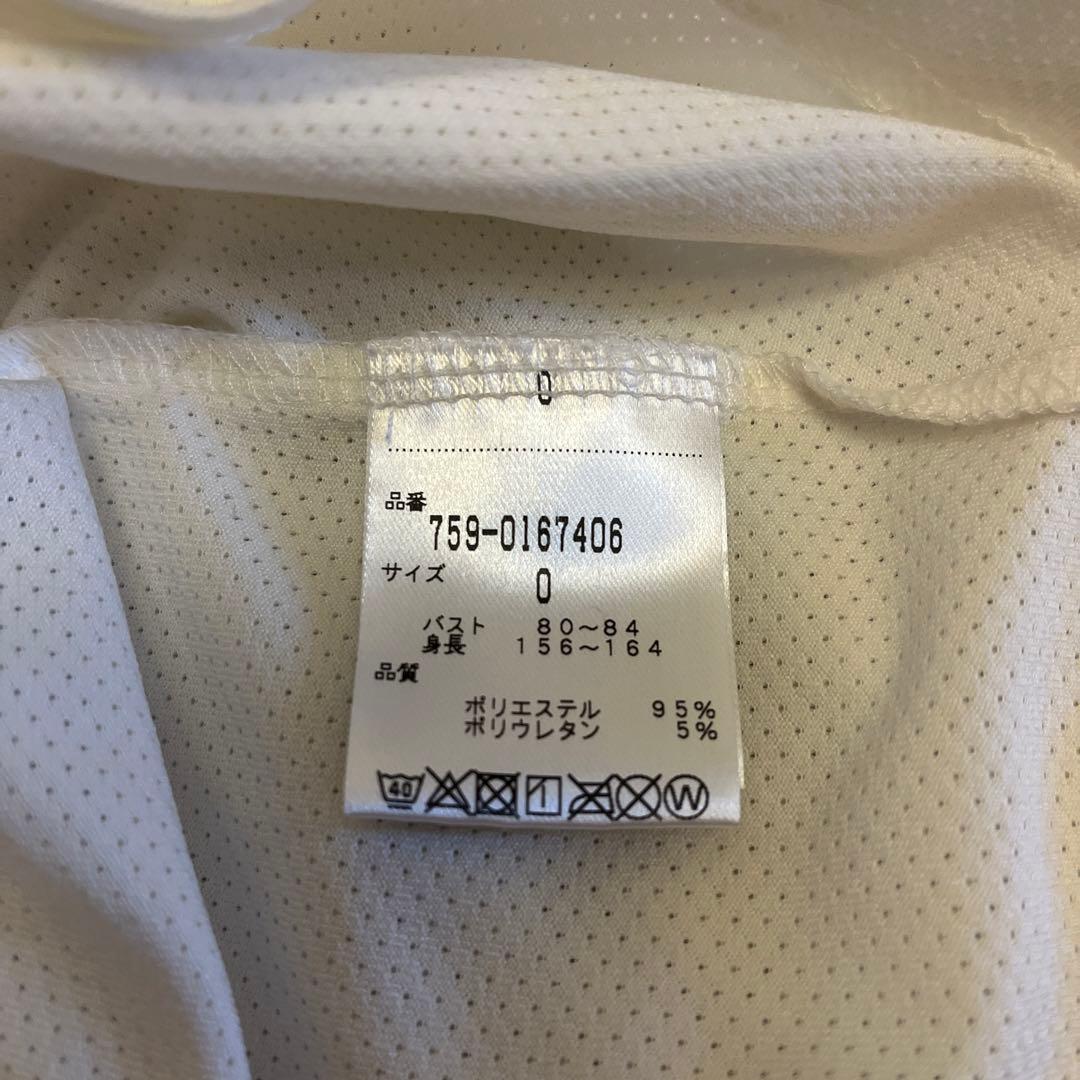 0
品番
759-0167406
サイズ
0
バスト 80～84
身長 156～164
品質
ポリエステル 95%
ポリウレタン 5%
40 W